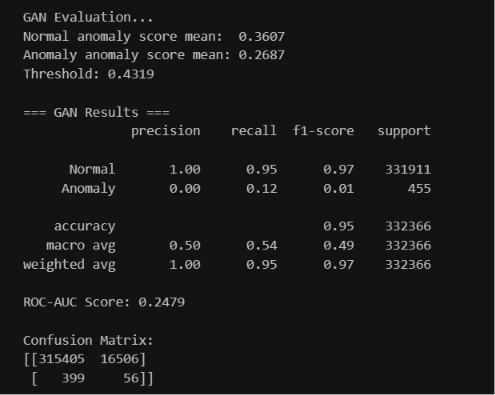 GAN Evaluation...
Normal anomaly score mean:  0.3607
Anomaly anomaly score mean: 0.2687
Threshold: 0.4319
=== GAN Results ===
precision    recall  f1-score   support
Normal       1.00      0.95      0.97    331911
Anomaly       0.00      0.12      0.01       455
accuracy                           0.95    332366
macro avg       0.50      0.54      0.49    332366
weighted avg       1.00      0.95      0.97    332366
ROC-AUC Score: 0.2479
Confusion Matrix:
[[315405  16506]
[   399     56]]